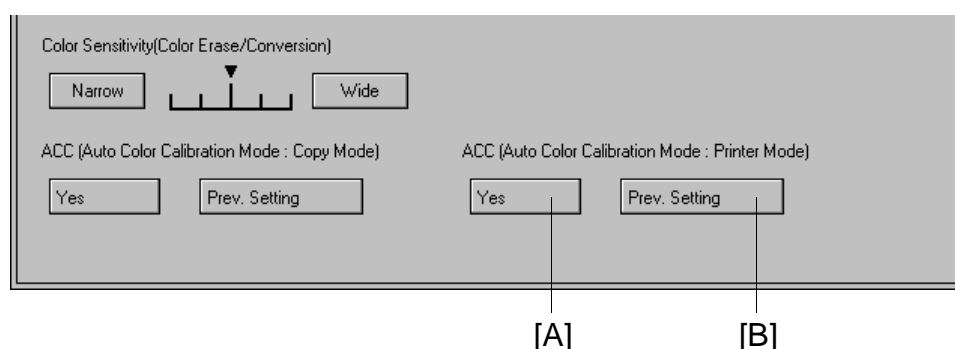 Color Sensitivity(Color Erase/Conversion)
Narrow Wide
ACC (Auto Color Calibration Mode : Copy Mode) ACC (Auto Color Calibration Mode : Printer Mode)
Yes Prev. Setting Yes Prev. Setting
[A] [B]